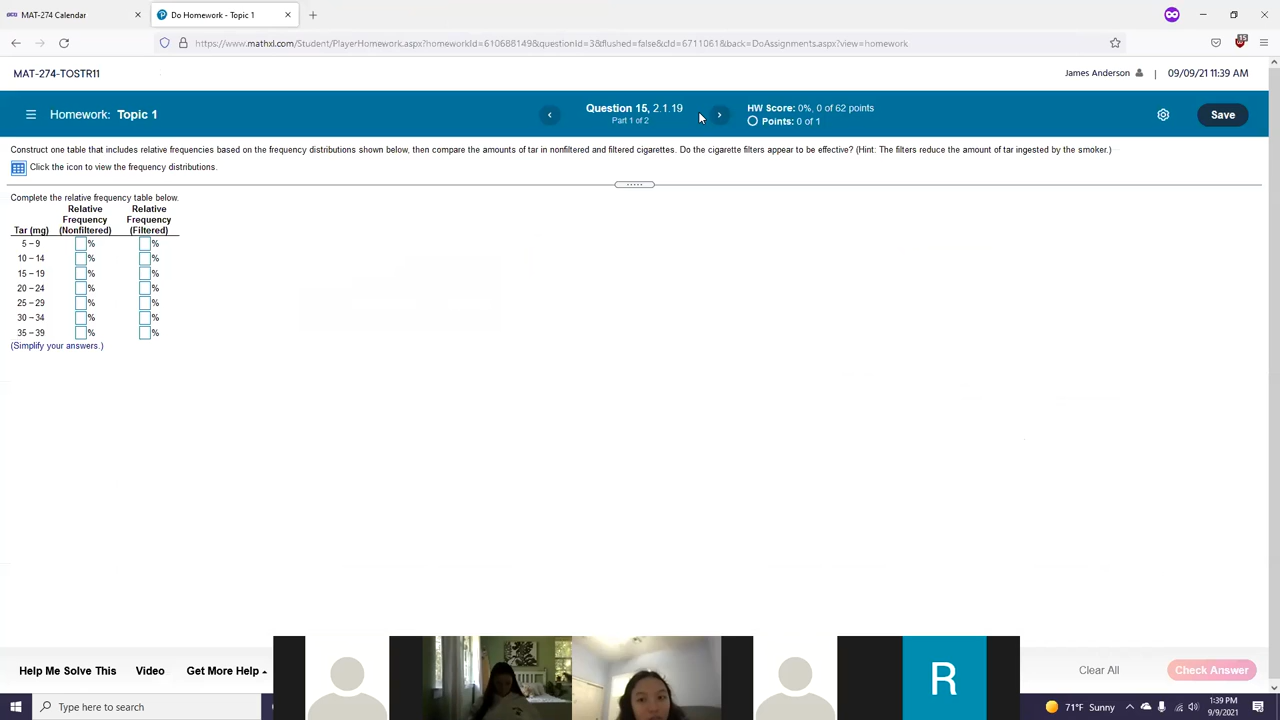 MAT-274 Calendar
Do Homework - Topic 1
https://www.mathxl.com/Student/PlayerHomework.aspx?homeworkId=610688149&questionId=3&flushed=false&cId=6711061&back=DoAssignments.aspx?view=homework
15
MAT-274-TOSTR11
James Anderson | 09/09/21 11:39 AM
Homework: Topic 1
Question 15, 2.1.19
Part 1 of 2
HW Score: 0%, 0 of 62 points
Points: 0 of 1
Save
Construct one table that includes relative frequencies based on the frequency distributions shown below, then compare the amounts of tar in nonfiltered and filtered cigarettes. Do the cigarette filters appear to be effective? (Hint: The filters reduce the amount of tar ingested by the smoker.)
Click the icon to view the frequency distributions.
Complete the relative frequency table below.
Relative Relative
Frequency Frequency
Tar (mg) (Nonfiltered) (Filtered)
5 – 9 % %
10 – 14 % %
15 – 19 % %
20 – 24 % %
25 – 29 % %
30 – 34 % %
35 – 39 % %
(Simplify your answers.)
Help Me Solve This Video Get More Help
Clear All Check Answer
R
Type here to search
71°F Sunny
1:39 PM
9/9/2021